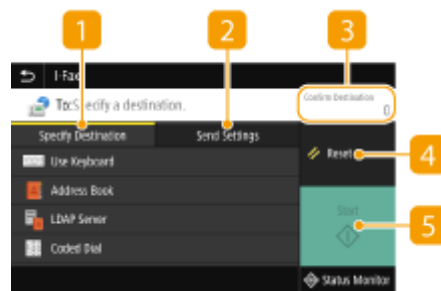 1
2
3
I-Fax
To:Specify a destination.
Confirm Destination
0
Specify Destination
Send Settings
Use Keyboard
Reset
4
Address Book
LDAP Server
Start
5
Coded Dial
Status Monitor